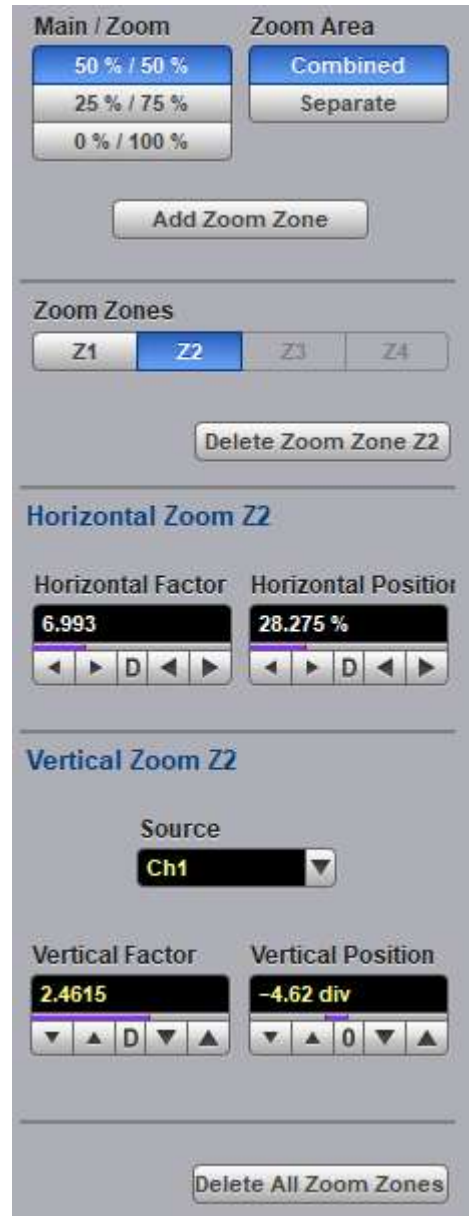 Main / Zoom Zoom Area
50 % / 50 % Combined
25 % / 75 % Separate
0 % / 100 %
Add Zoom Zone
Zoom Zones
Z1 Z2 Z3 Z4
Delete Zoom Zone Z2
Horizontal Zoom Z2
Horizontal Factor Horizontal Position
6.993 28.275 %
D D
Vertical Zoom Z2
Source
Ch1
Vertical Factor Vertical Position
2.4615 –4.62 div
D 0
Delete All Zoom Zones